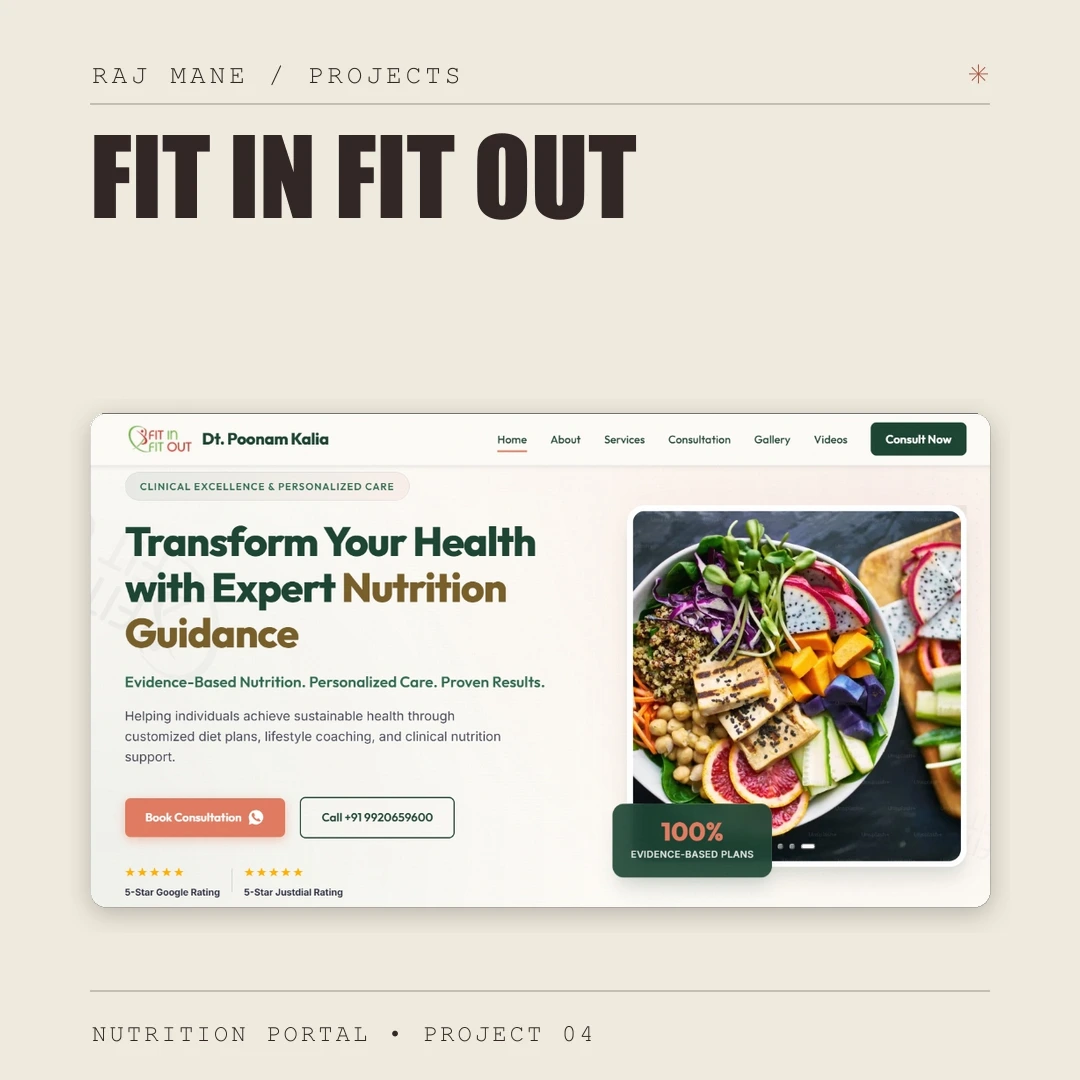 RAJ MANE / PROJECTS
FIT IN FIT OUT
FIT IN
FIT OUT
Dt. Poonam Kalia
Home
About
Services
Consultation
Gallery
Videos
Consult Now
CLINICAL EXCELLENCE & PERSONALIZED CARE
Transform Your Health
with Expert Nutrition
Guidance
Evidence-Based Nutrition. Personalized Care. Proven Results.
Helping individuals achieve sustainable health through
customized diet plans, lifestyle coaching, and clinical nutrition
support.
Book Consultation
Call +91 9920659600
5-Star Google Rating
5-Star Justdial Rating
100%
EVIDENCE-BASED PLANS
NUTRITION PORTAL • PROJECT 04